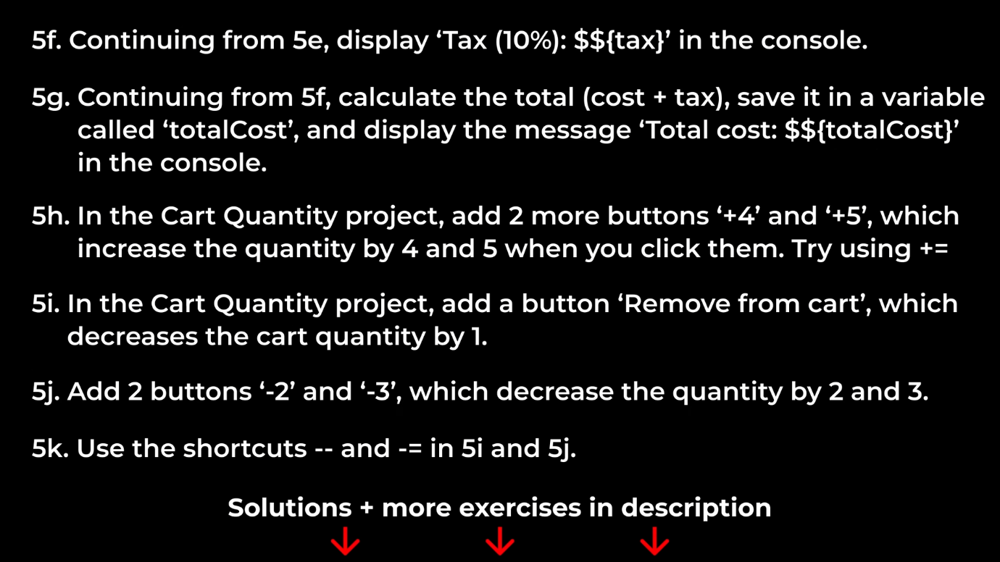 5f. Continuing from 5e, display ‘Tax (10%): $${tax}’ in the console.
5g. Continuing from 5f, calculate the total (cost + tax), save it in a variable
called ‘totalCost’, and display the message ‘Total cost: $${totalCost}’
in the console.
5h. In the Cart Quantity project, add 2 more buttons ‘+4’ and ‘+5’, which
increase the quantity by 4 and 5 when you click them. Try using +=
5i. In the Cart Quantity project, add a button ‘Remove from cart’, which
decreases the cart quantity by 1.
5j. Add 2 buttons ‘-2’ and ‘-3’, which decrease the quantity by 2 and 3.
5k. Use the shortcuts -- and -= in 5i and 5j.
Solutions + more exercises in description